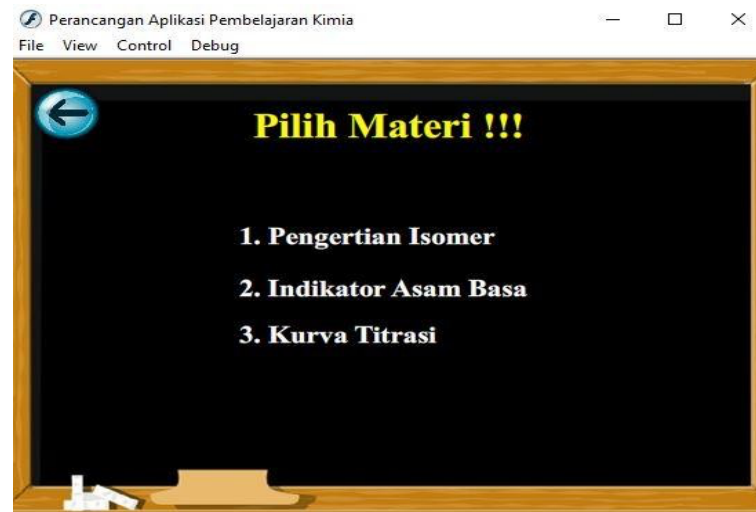 Perancangan Aplikasi Pembelajaran Kimia
File View Control Debug
Pilih Materi !!!
1. Pengertian Isomer
2. Indikator Asam Basa
3. Kurva Titrasi